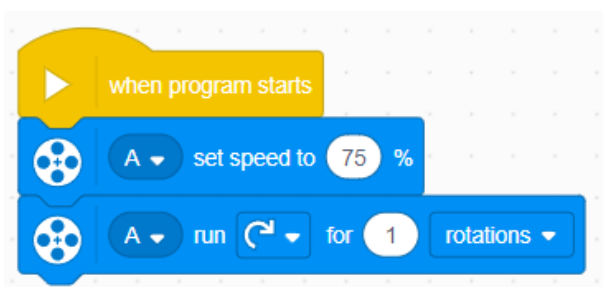 when program starts
A set speed to 75 %
A run for 1 rotations